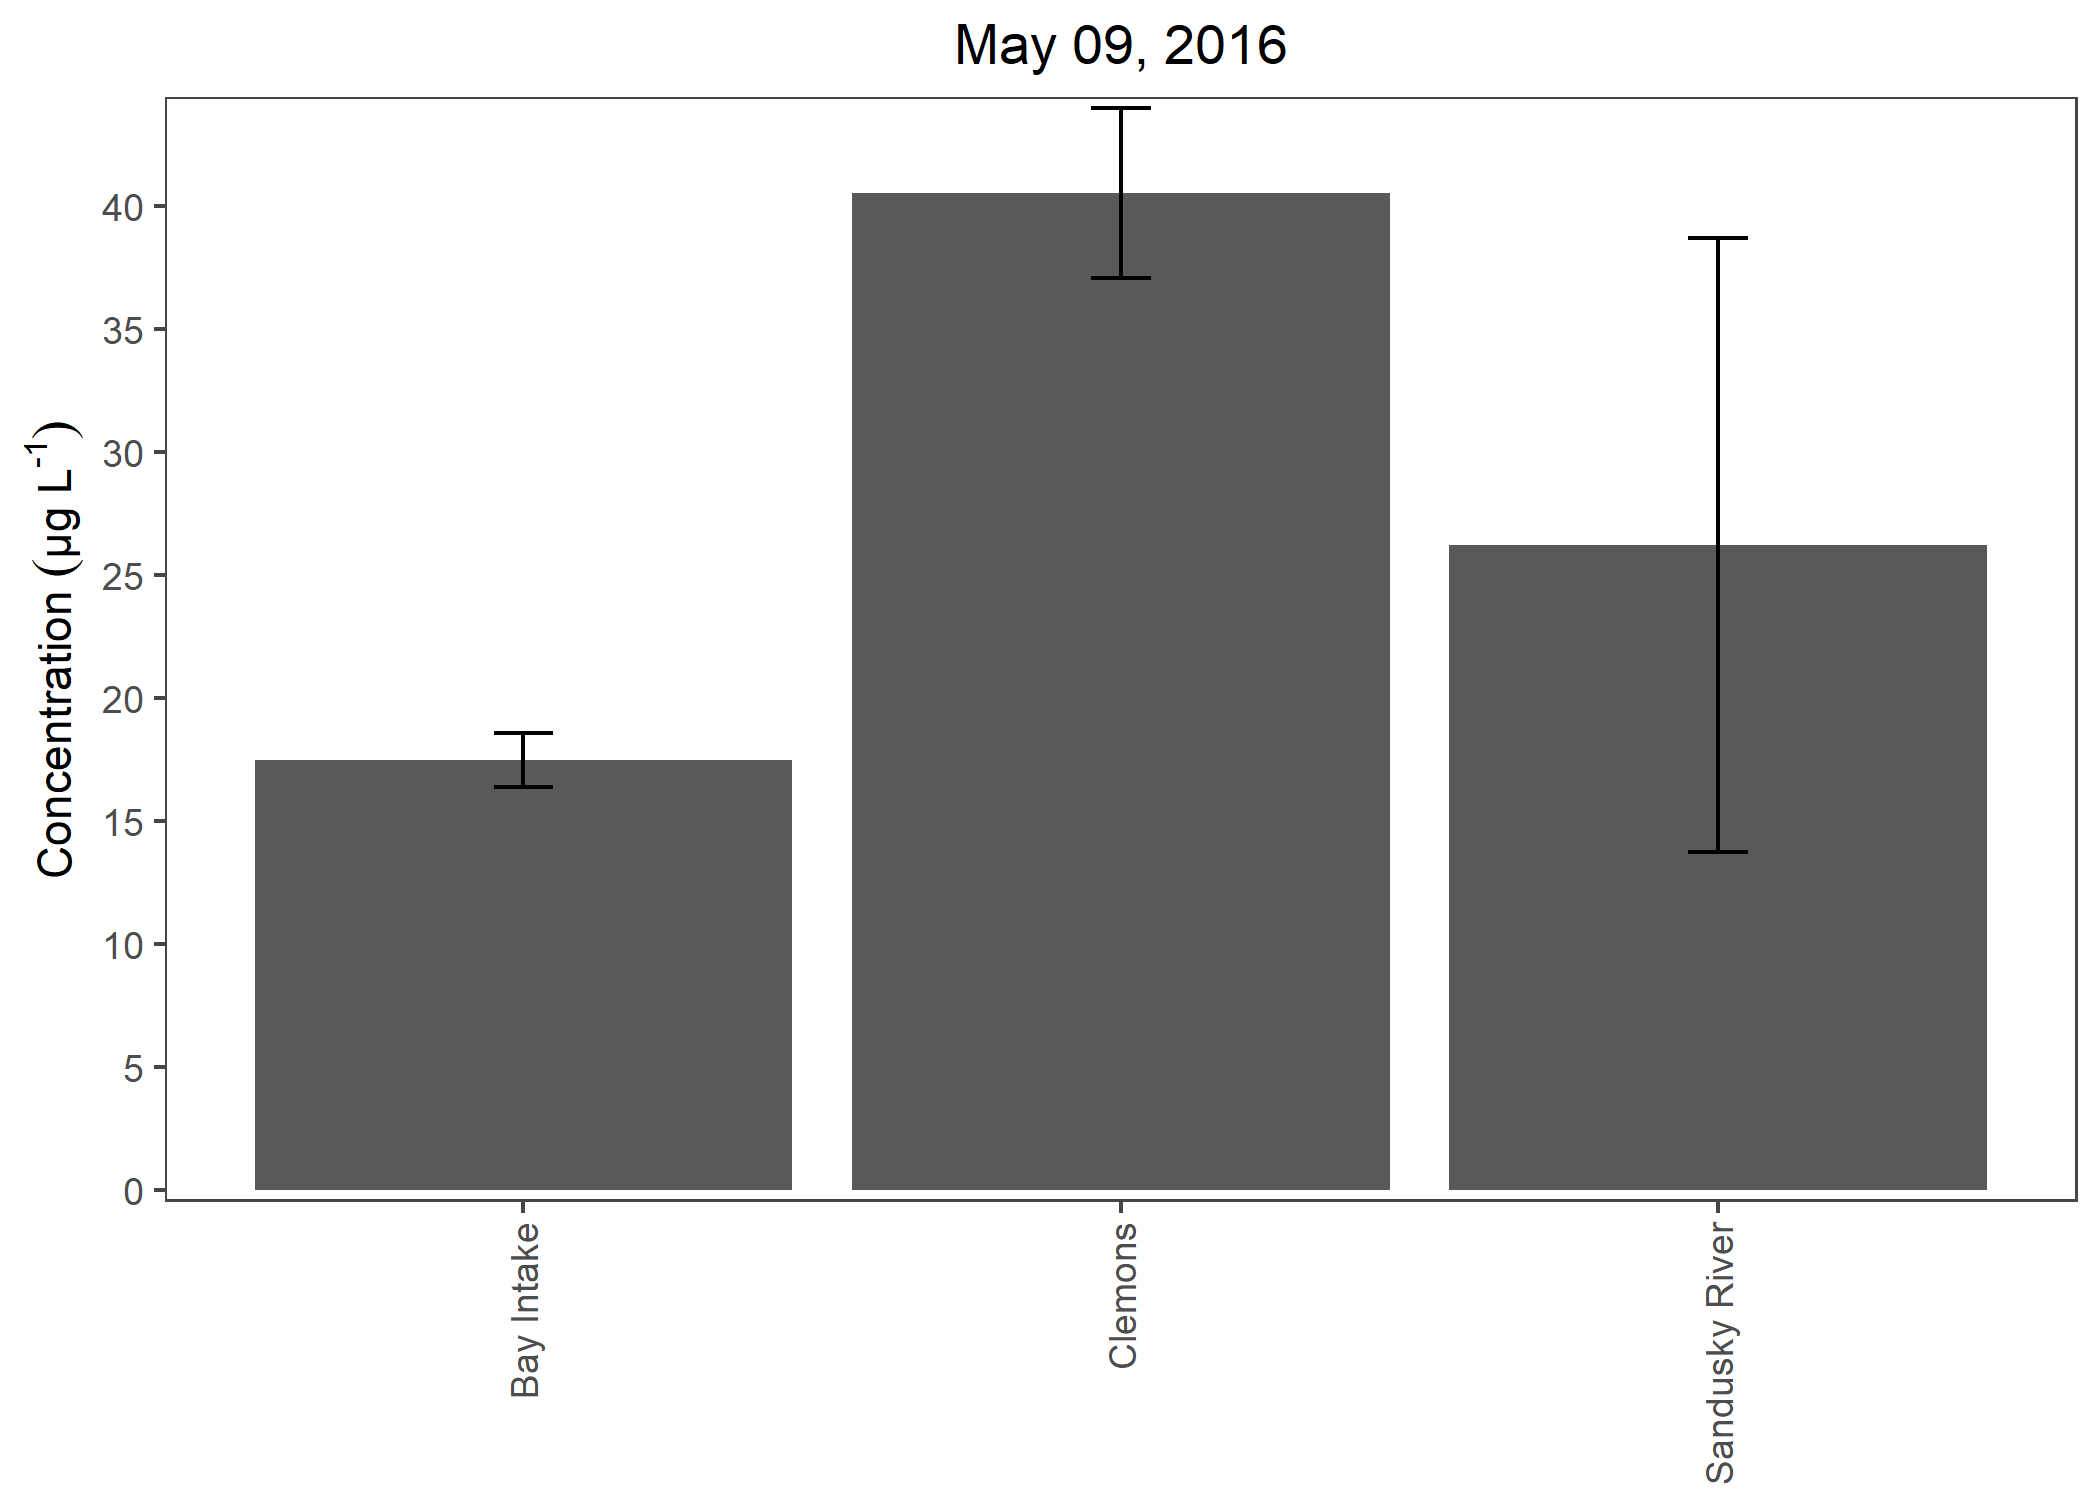 May 09, 2016
Concentration (µg L⁻¹)
40
35
30
25
20
15
10
5
0
Bay Intake
Clemons
Sandusky River